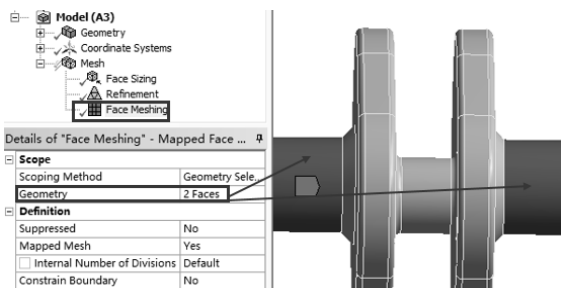 Model (A3)
Geometry
Coordinate Systems
Mesh
Face Sizing
Refinement
Face Meshing
Details of "Face Meshing" - Mapped Face ...
Scope
Scoping Method Geometry Sele..
Geometry 2 Faces
Definition
Suppressed No
Mapped Mesh Yes
Internal Number of Divisions Default
Constrain Boundary No